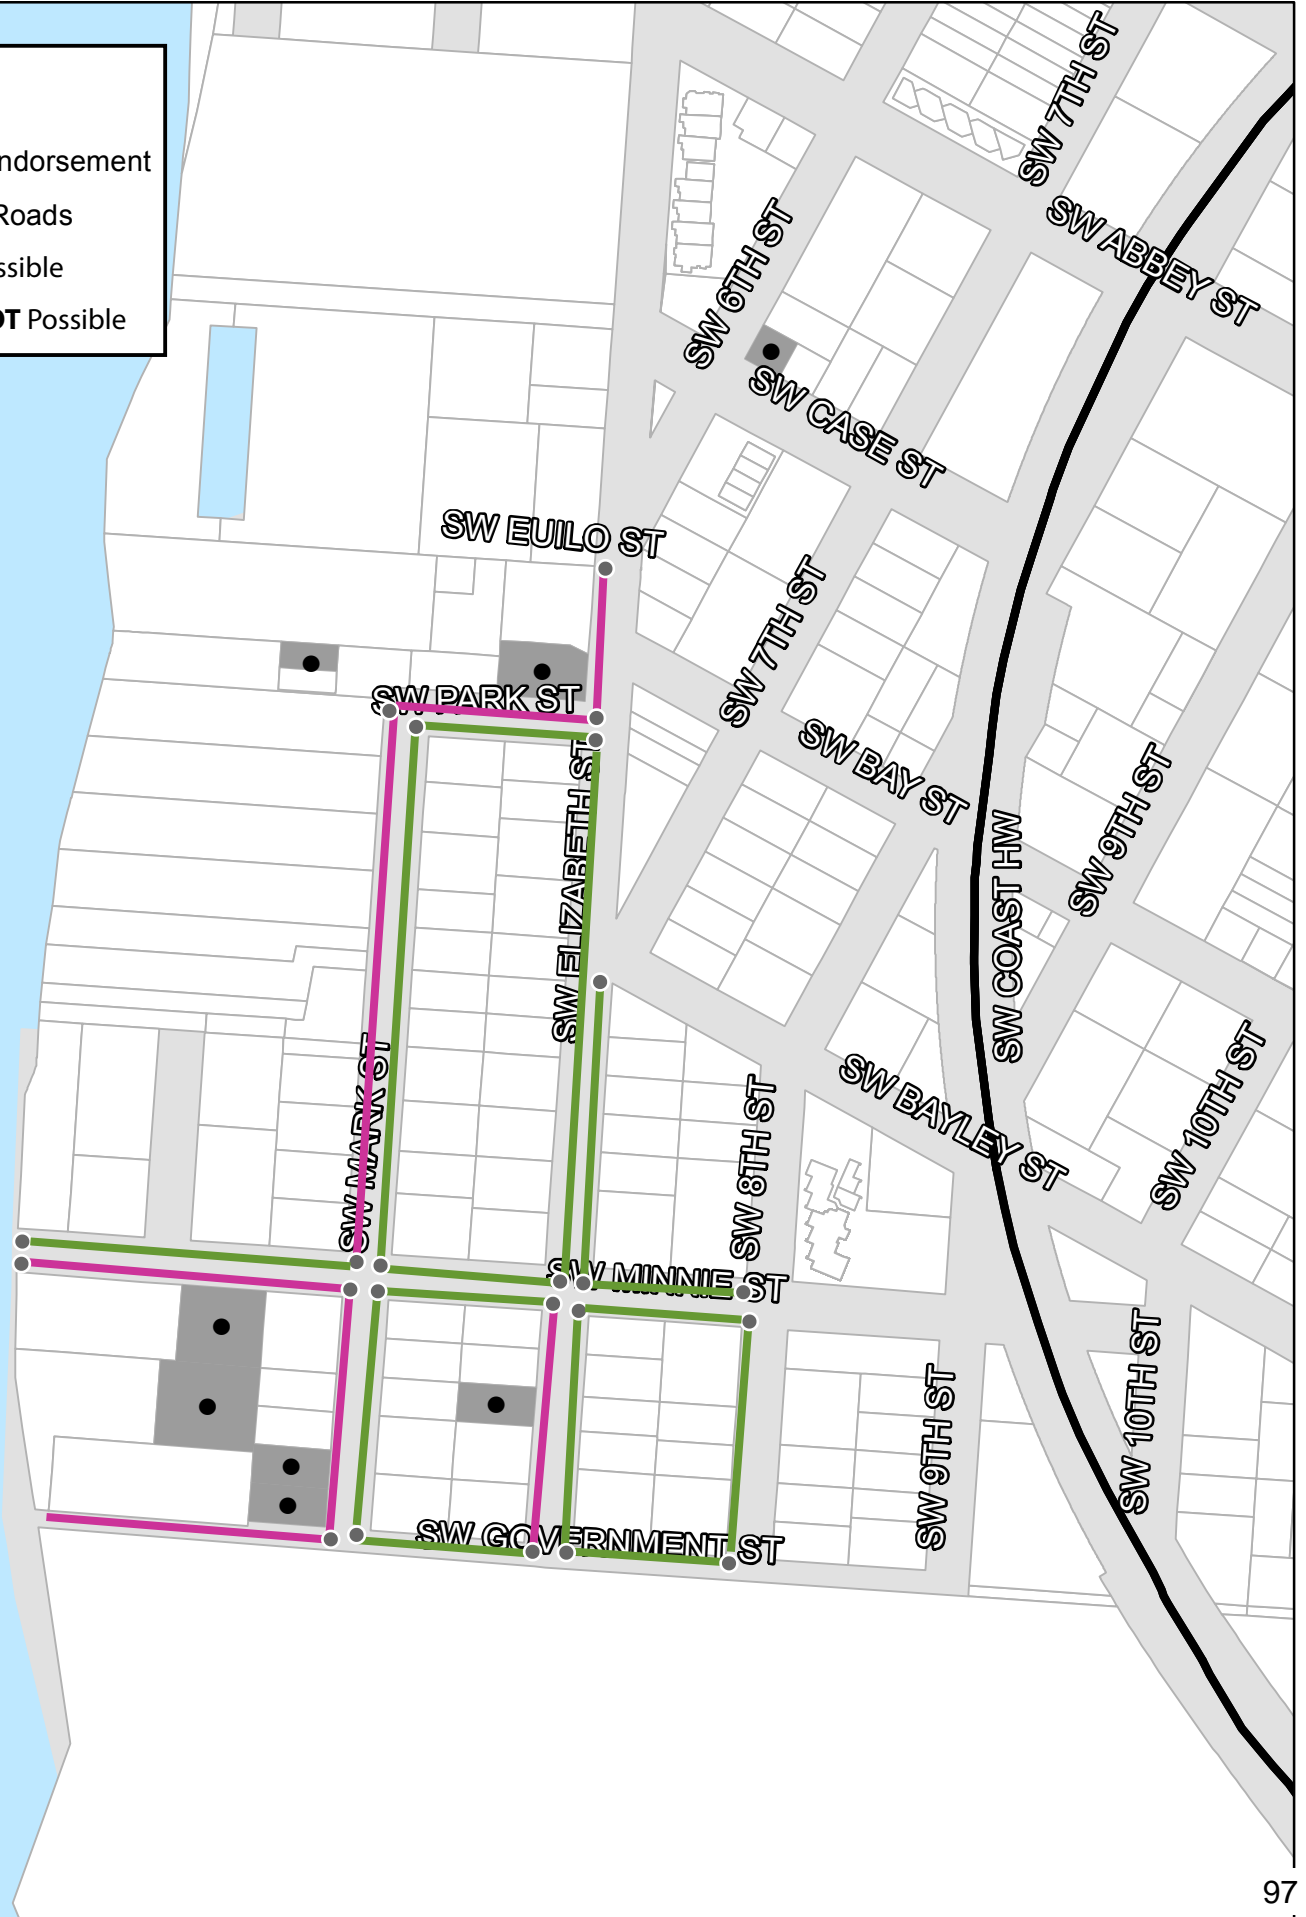 ndorsement
Roads
ssible
OT Possible
SW 7TH ST
SW ABBEY ST
SW 6TH ST
SW CASE ST
SW EUILO ST
SW 7TH ST
SW PARK ST
SW BAY ST
SW 9TH ST
SW ELIZABETH ST
SW COAST HW
SW MARK ST
SW 8TH ST
SW BAYLEY ST
SW 10TH ST
SW MINNIE ST
SW 10TH ST
SW 9TH ST
SW GOVERNMENT ST
97